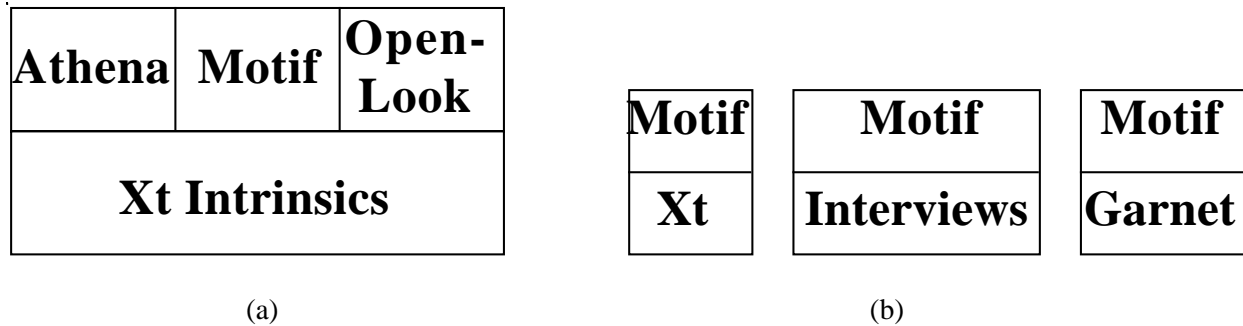 Athena Motif Open-
Look
Xt Intrinsics
(a)
Motif Motif Motif
Xt Interviews Garnet
(b)